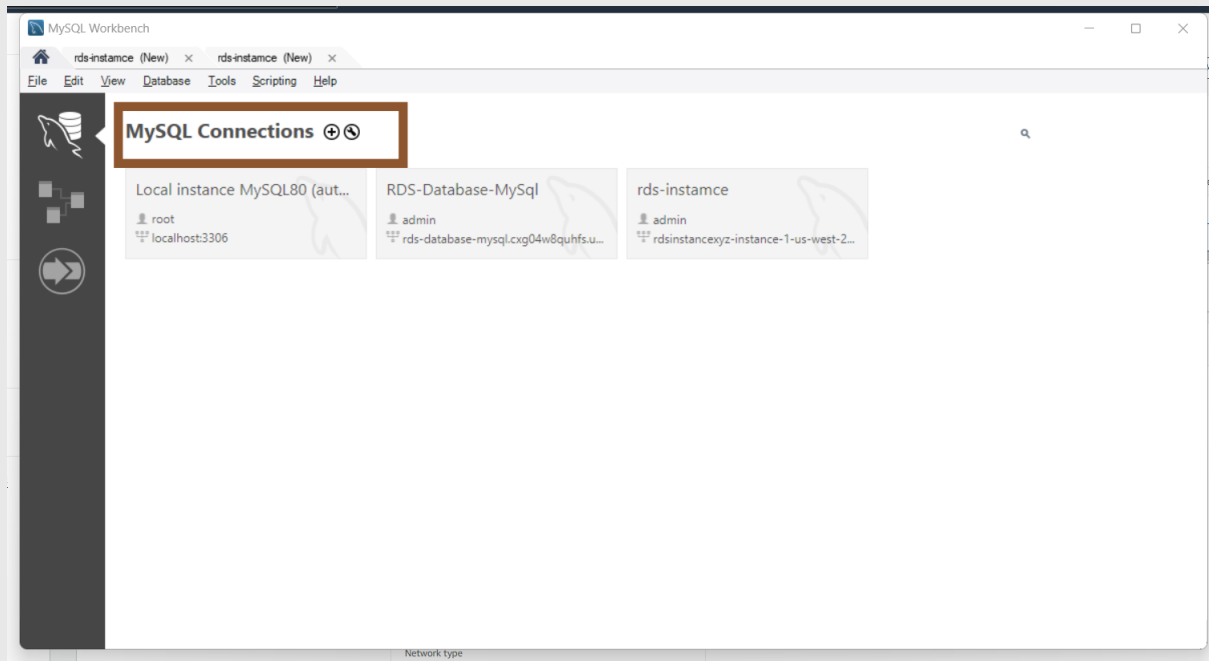 MySQL Workbench
rds-instamce (New) rds-instamce (New)
File Edit View Database Tools Scripting Help
MySQL Connections
Local instance MySQL80 (aut...
root
localhost:3306
RDS-Database-MySql
admin
rds-database-mysql.cxg04w8quhfs.u...
rds-instamce
admin
rdsinstancexyz-instance-1-us-west-2...
Network type